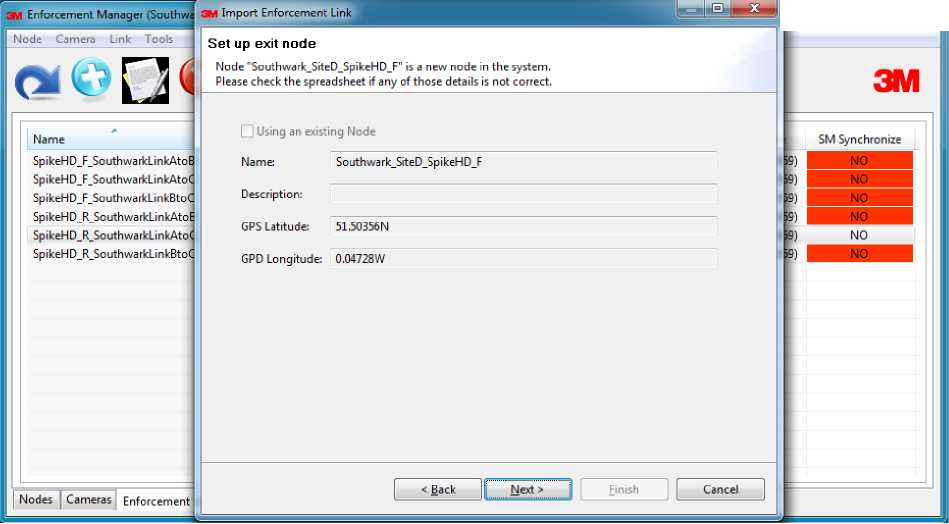 3M Enforcement Manager (Southwa
Node Camera Link Tools
3M
Name
SM Synchronize
SpikeHD_F_SouthwarkLinkAtoB
59) NO
SpikeHD_F_SouthwarkLinkAtoC
59) NO
SpikeHD_F_SouthwarkLinkBtoC
59) NO
SpikeHD_R_SouthwarkLinkAtoB
59) NO
SpikeHD_R_SouthwarkLinkAtoC
59) NO
SpikeHD_R_SouthwarkLinkBtoC
59) NO
Nodes Cameras Enforcement
3M Import Enforcement Link
Set up exit node
Node "Southwark_SiteD_SpikeHD_F" is a new node in the system.
Please check the spreadsheet if any of those details is not correct.
Using an existing Node
Name: Southwark_SiteD_SpikeHD_F
Description:
GPS Latitude: 51.50356N
GPD Longitude: 0.04728W
< Back Next > Finish Cancel